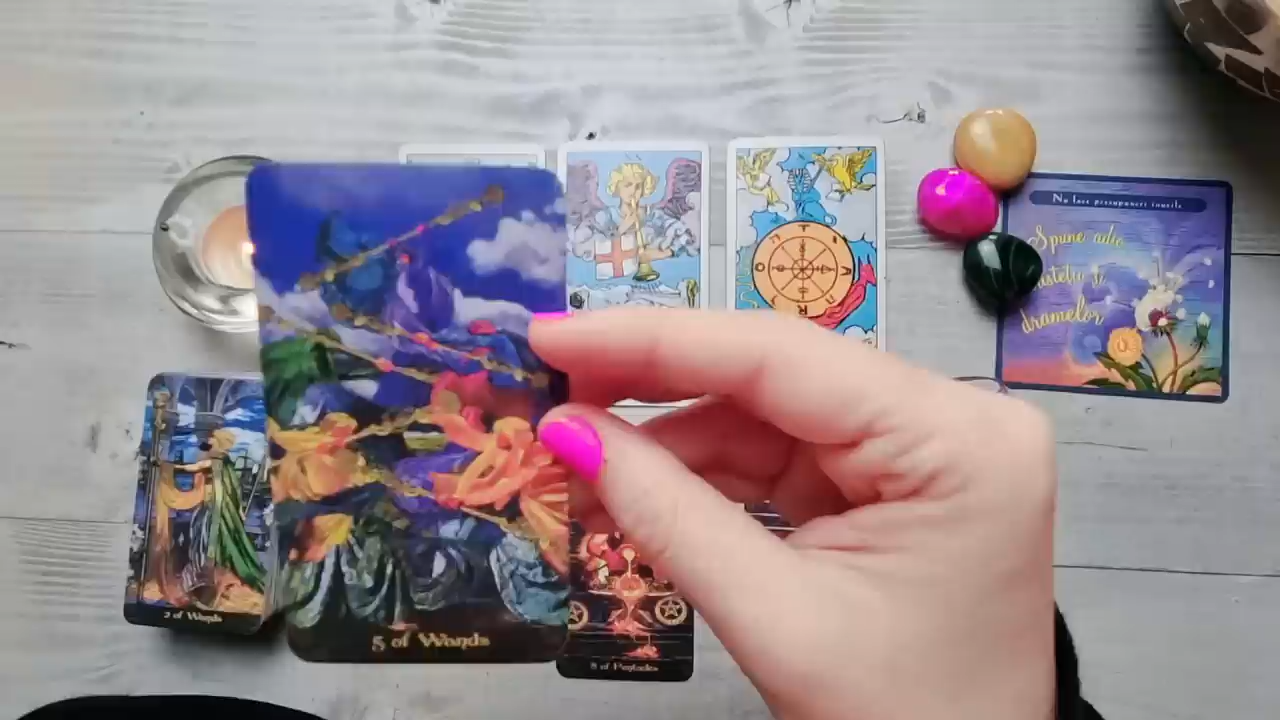 Nu face presupuneri inutile
Spune adio
dramelor
5 of Wands
2 of Wands
8 of Pentacles